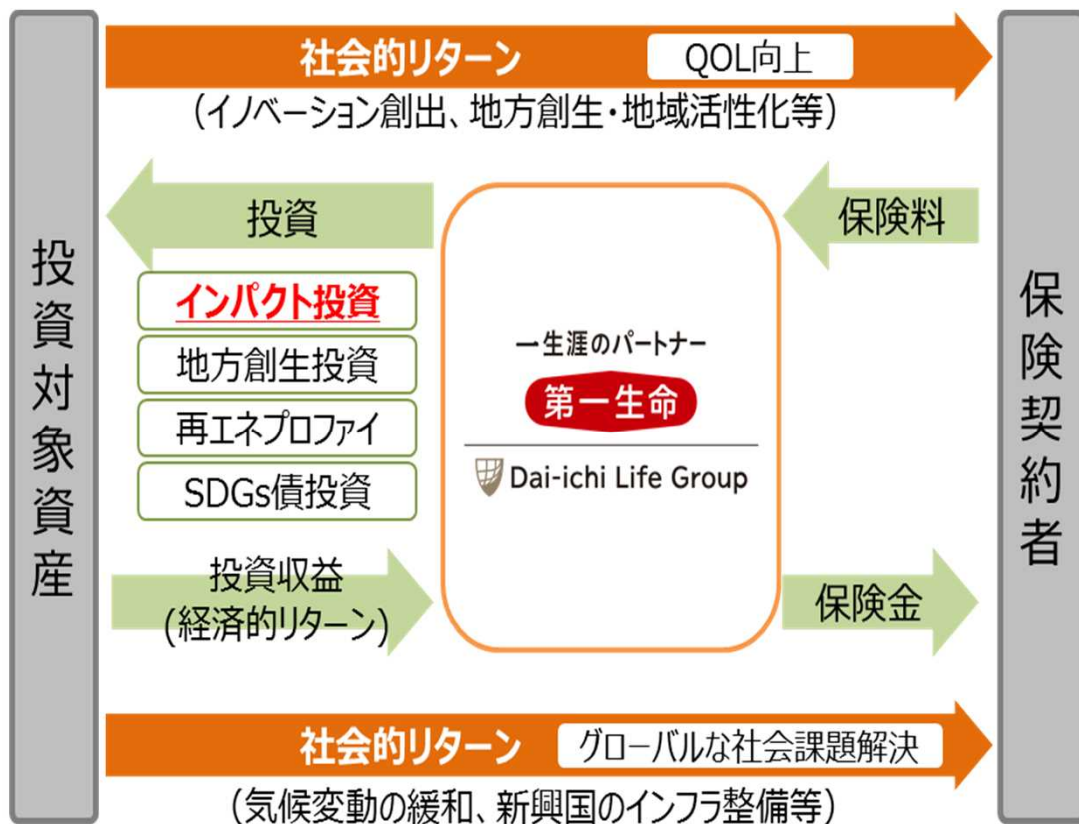 社会的リターン QOL向上
（イノベーション創出、地方創生・地域活性化等）
投資対象資産
投資
保険料
インパクト投資
地方創生投資
再エネプロファイ
SDGs債投資
一生涯のパートナー
第一生命
Dai-ichi Life Group
保険契約者
投資収益
(経済的リターン)
保険金
社会的リターン グローバルな社会課題解決
（気候変動の緩和、新興国のインフラ整備等）